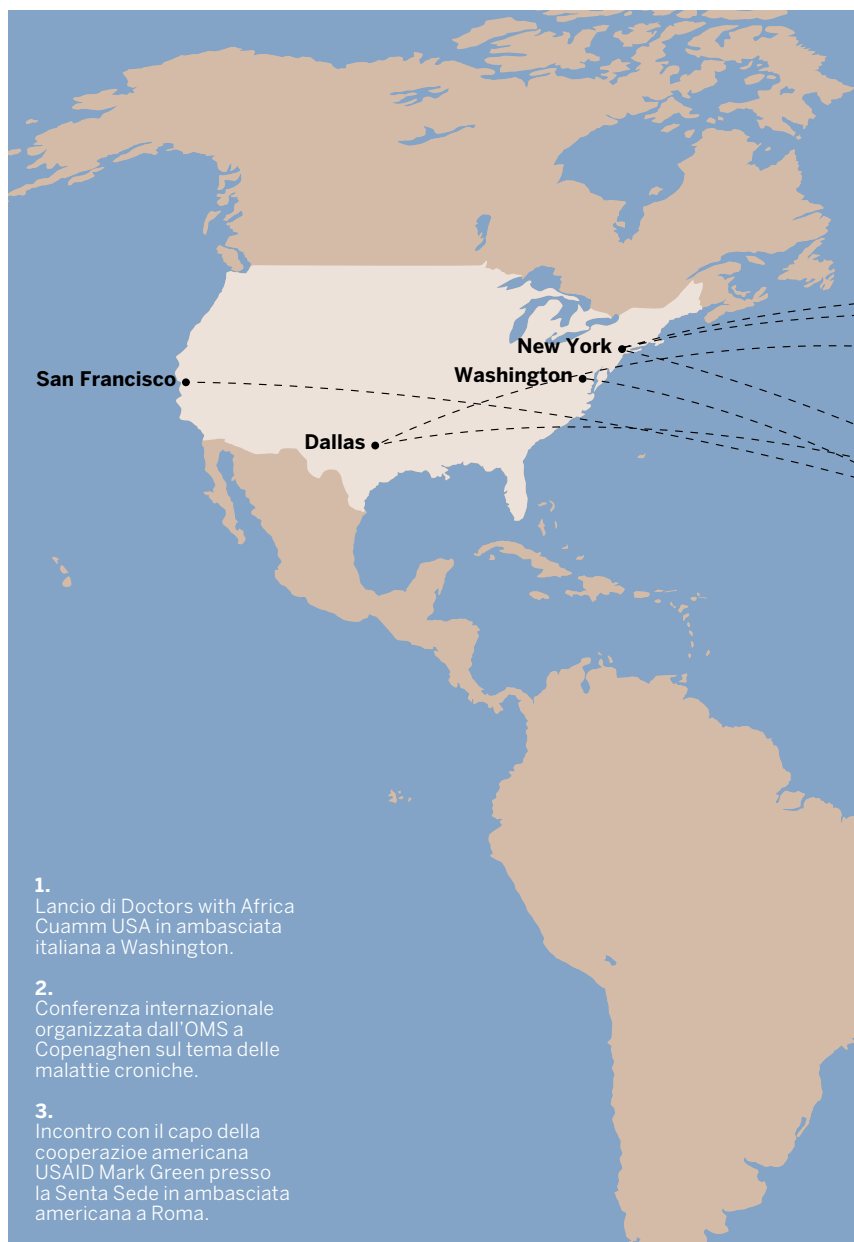 New York
Washington
San Francisco
Dallas
1.
Lancio di Doctors with Africa
Cuamm USA in ambasciata
italiana a Washington.
2.
Conferenza internazionale
organizzata dall'OMS a
Copenaghen sul tema delle
malattie croniche.
3.
Incontro con il capo della
cooperazioe americana
USAID Mark Green presso
la Senta Sede in ambasciata
americana a Roma.